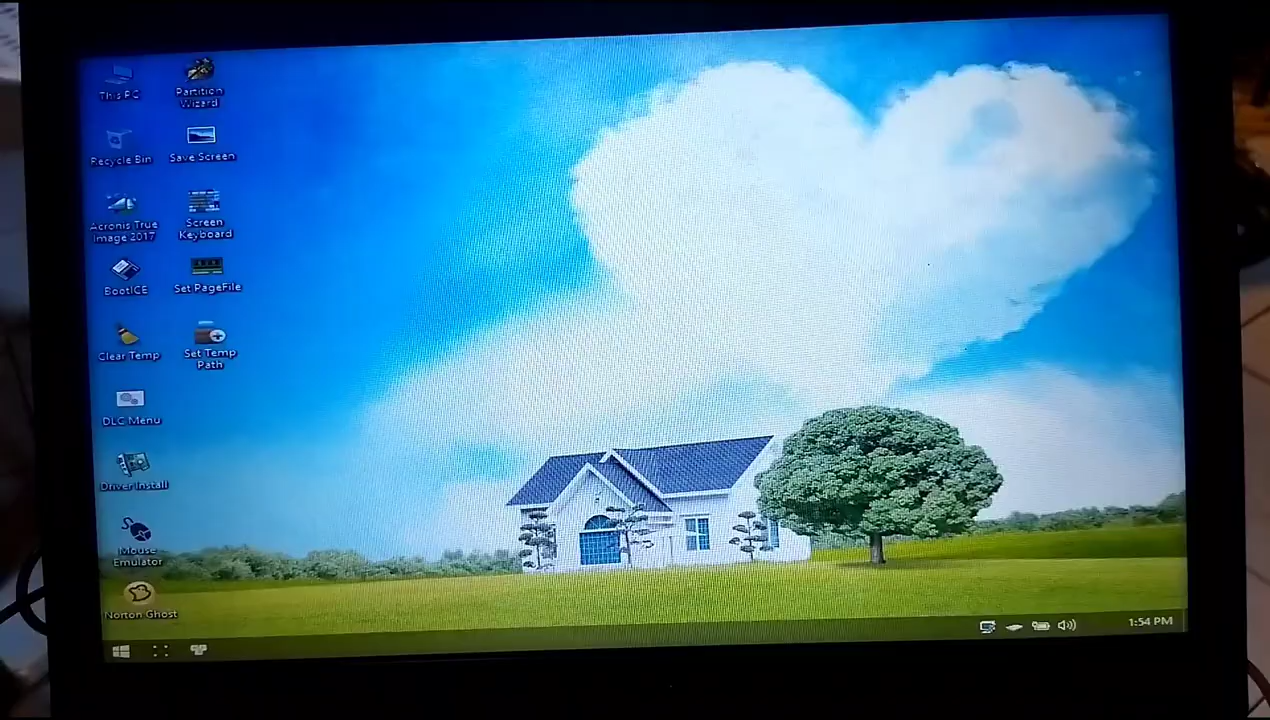 This PC
Partition
Wizard
Recycle Bin
Save Screen
Acronis True
Image 2017
Screen
Keyboard
BootICE
Set PageFile
Clear Temp
Set Temp
Path
DLC Menu
Driver Install
Mouse
Emulator
Norton Ghost
1:54 PM